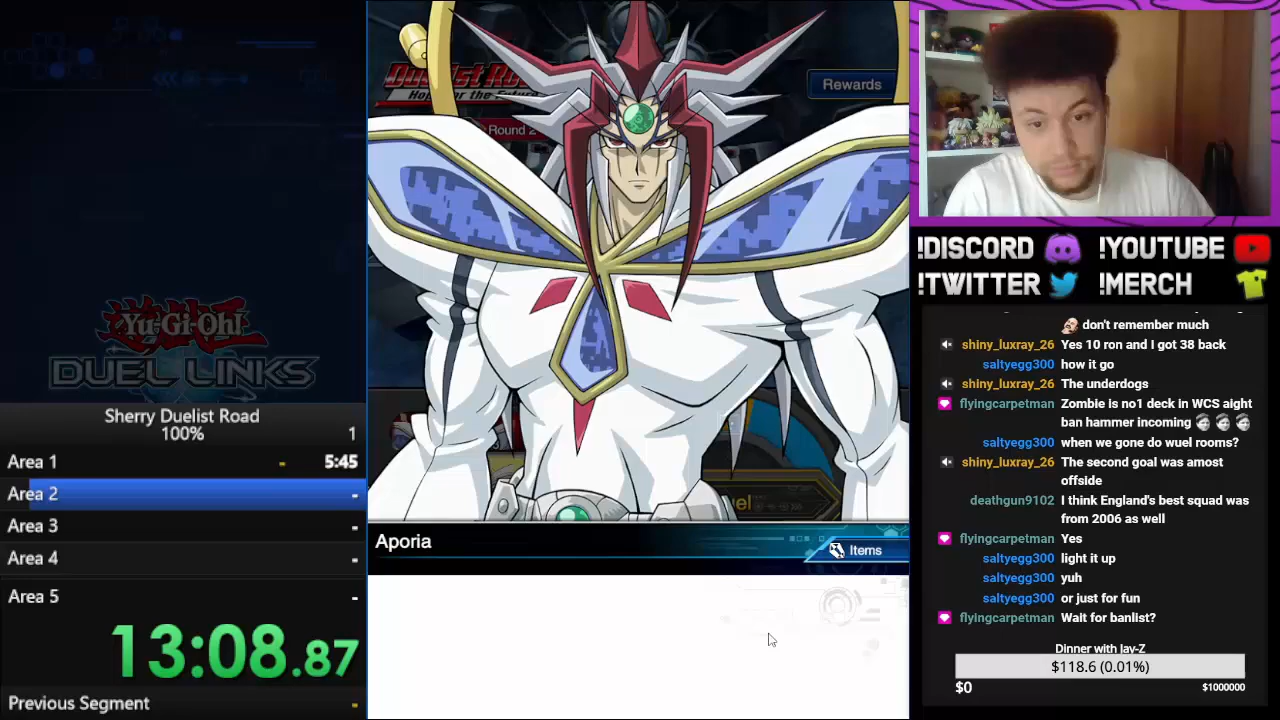 Yu-Gi-Oh!
DUEL LINKS
Sherry Duelist Road
100% 1
Area 1 - 5:45
Area 2 -
Area 3 -
Area 4 -
Area 5 -
13:08.87
Previous Segment -
Rewards
Round 2
Aporia
Items
!DISCORD !YOUTUBE
!TWITTER !MERCH
don't remember much
shiny_luxray_26 Yes 10 ron and I got 38 back
saltyegg300 how it go
shiny_luxray_26 The underdogs
flyingcarpetman Zombie is no1 deck in WCS aight
ban hammer incoming
saltyegg300 when we gone do wuel rooms?
shiny_luxray_26 The second goal was amost
offside
deathgun9102 I think England's best squad was
from 2006 as well
flyingcarpetman Yes
saltyegg300 light it up
saltyegg300 yuh
saltyegg300 or just for fun
flyingcarpetman Wait for banlist?
Dinner with Jay-Z
$118.6 (0.01%)
$0 $1000000